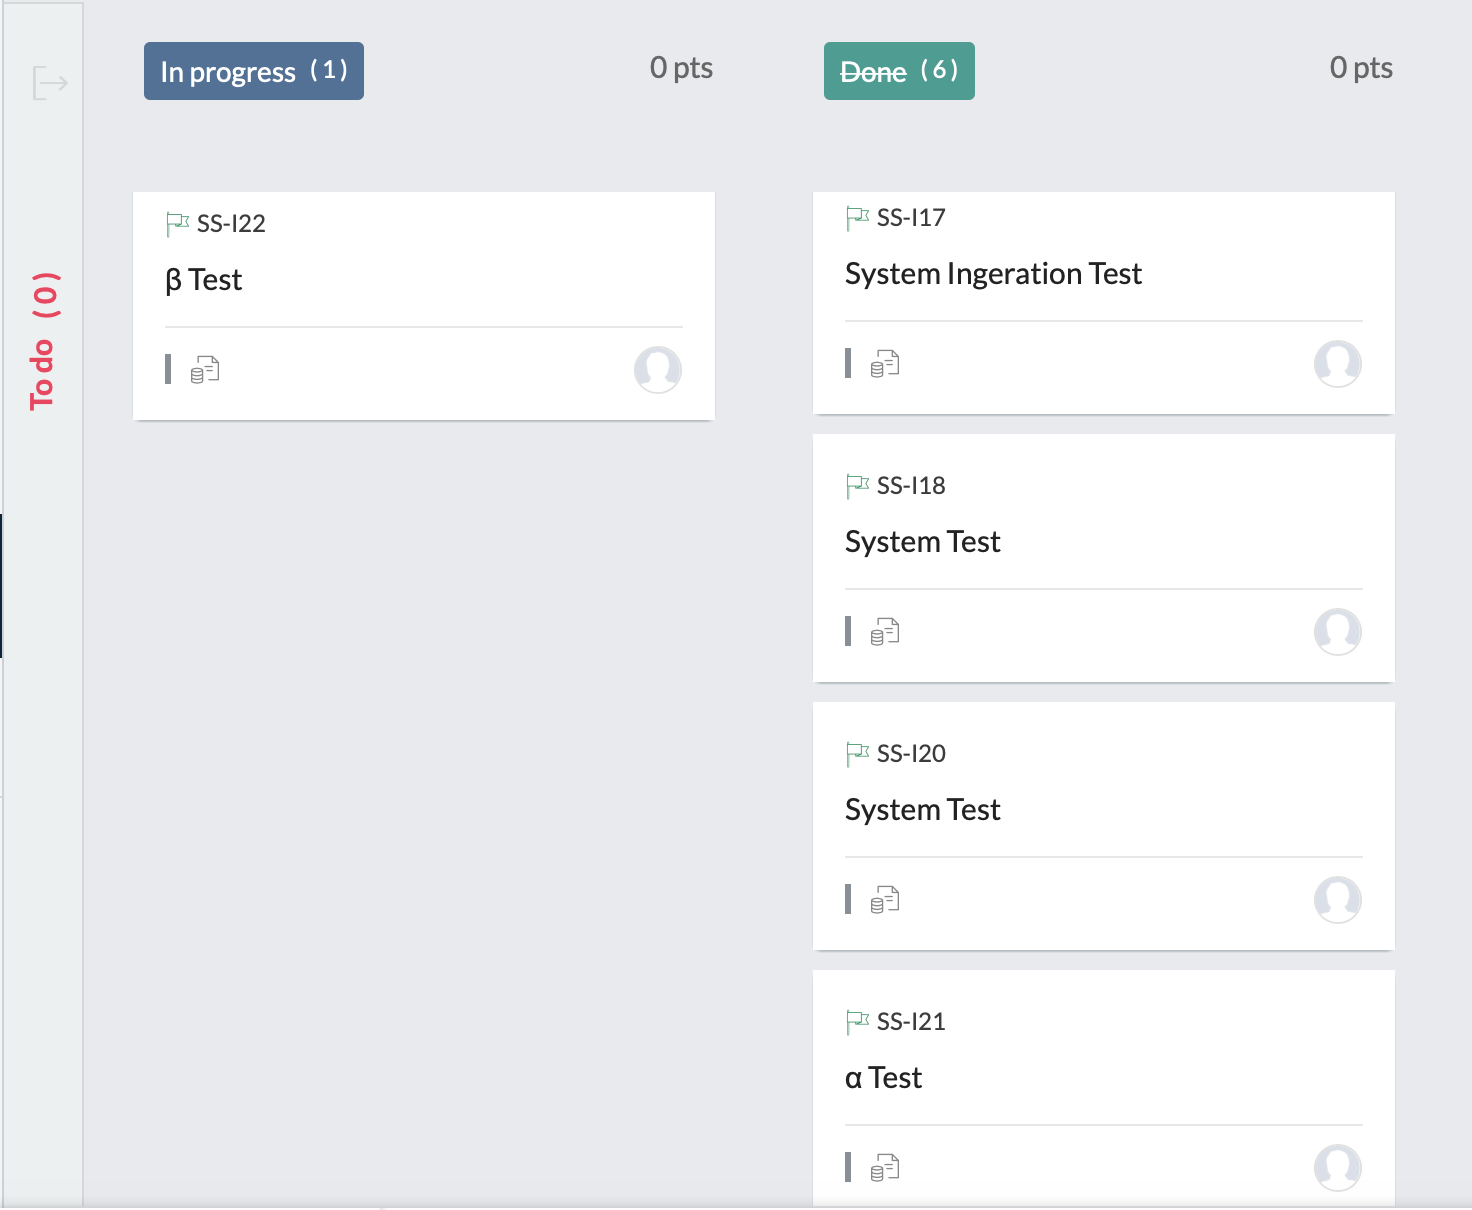 To do (0)
In progress (1)
0 pts
SS-I22
β Test
Done (6)
0 pts
SS-I17
System Ingeration Test
SS-I18
System Test
SS-I20
System Test
SS-I21
α Test